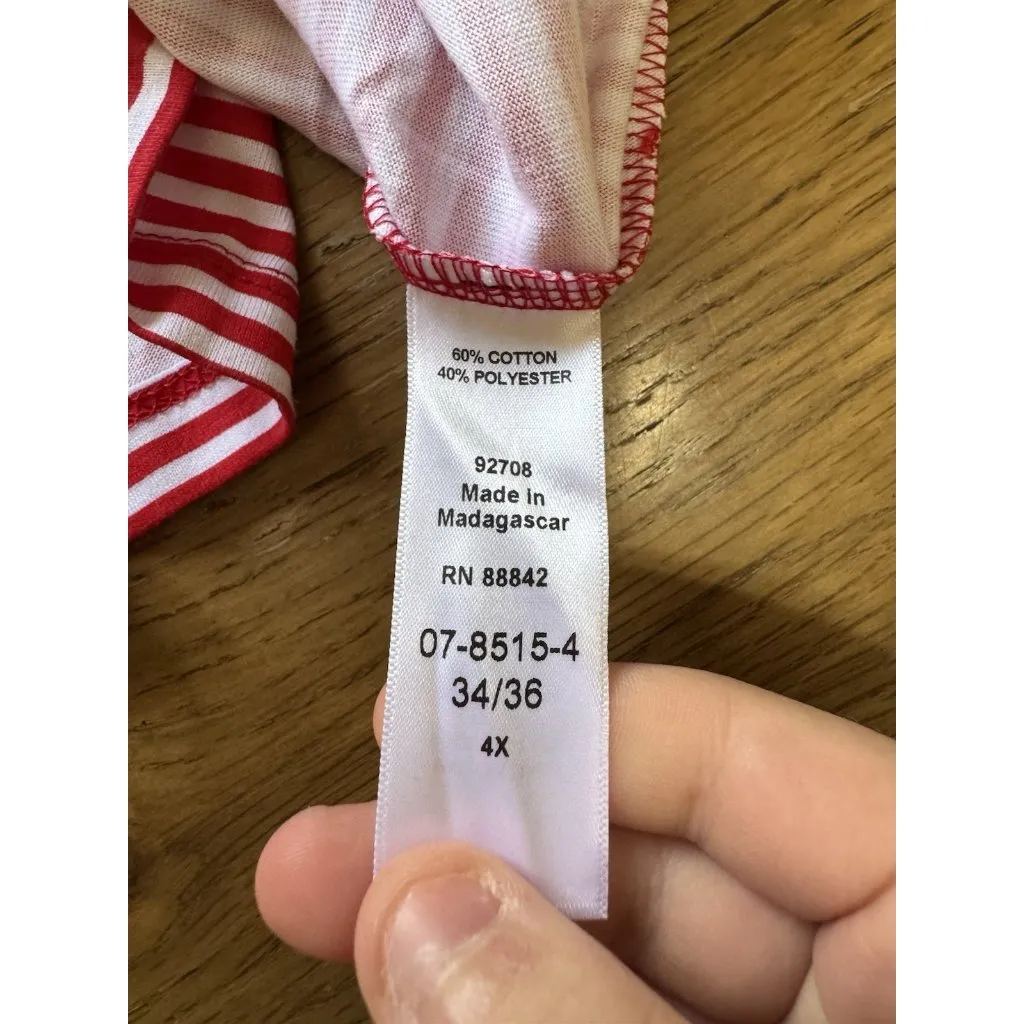 60% COTTON
40% POLYESTER
92708
Made in
Madagascar
RN 88842
07-8515-4
34/36
4X